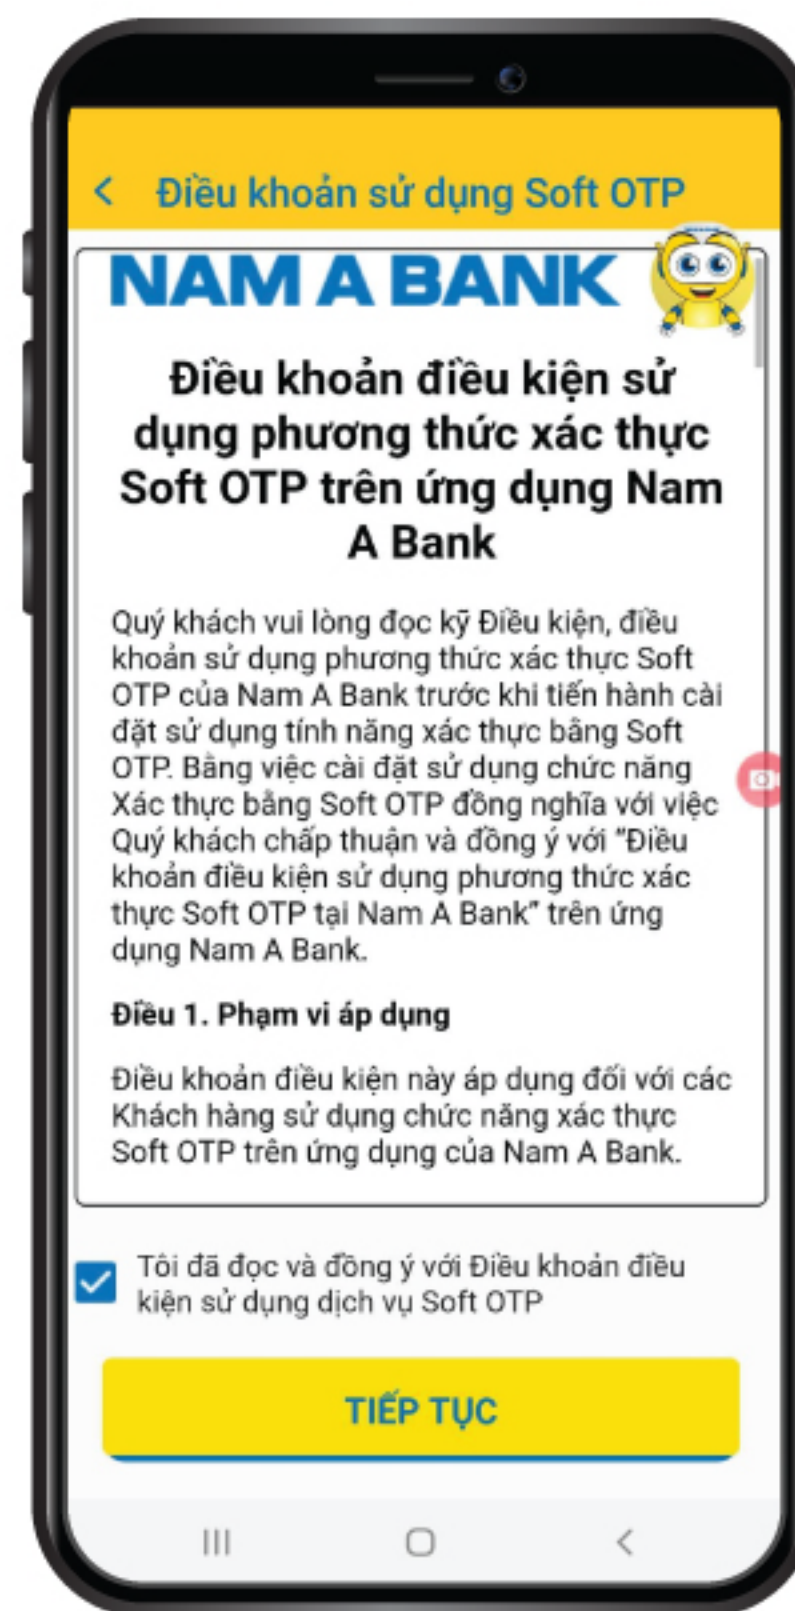 Điều khoản sử dụng Soft OTP
NAM A BANK
Điều khoản điều kiện sử
dụng phương thức xác thực
Soft OTP trên ứng dụng Nam
A Bank
Quý khách vui lòng đọc kỹ Điều kiện, điều
khoản sử dụng phương thức xác thực Soft
OTP của Nam A Bank trước khi tiến hành cài
đặt sử dụng tính năng xác thực bằng Soft
OTP. Bằng việc cài đặt sử dụng chức năng
Xác thực bằng Soft OTP đồng nghĩa với việc
Quý khách chấp thuận và đồng ý với “Điều
khoản điều kiện sử dụng phương thức xác
thực Soft OTP tại Nam A Bank” trên ứng
dụng Nam A Bank.
Điều 1. Phạm vi áp dụng
Điều khoản điều kiện này áp dụng đối với các
Khách hàng sử dụng chức năng xác thực
Soft OTP trên ứng dụng của Nam A Bank.
Tôi đã đọc và đồng ý với Điều khoản điều
kiện sử dụng dịch vụ Soft OTP
TIẾP TỤC